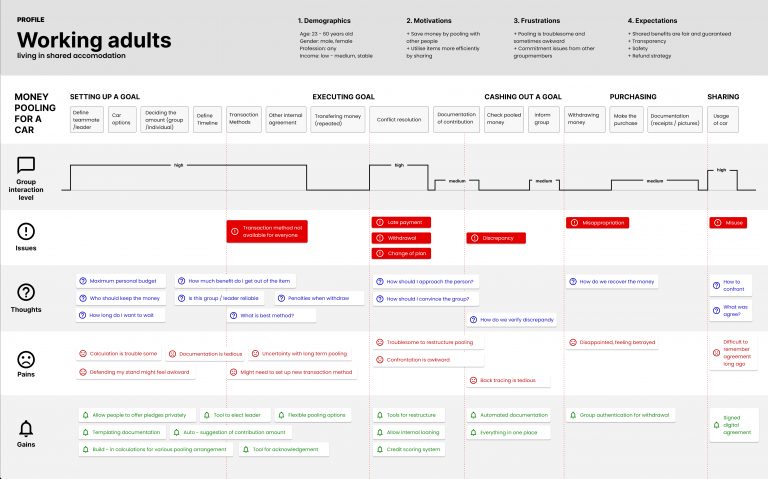 PROFILE
Working adults
living in shared accomodation
1. Demographics
Age: 23 - 60 years old
Gender: male, female
Profession: any
Income: low - medium, stable
2. Motivations
+ Save money by pooling with
other people
+ Utilise items more efficiently
by sharing
3. Frustrations
+ Pooling is troublesome and
sometimes awkward
+ Commitment issues from other
groupmembers
4. Expectations
+ Shared benefits are fair and guaranteed
+ Transparency
+ Safety
+ Refund strategy
MONEY
POOLING
FOR A
CAR
SETTING UP A GOAL
EXECUTING GOAL
CASHING OUT A GOAL
PURCHASING
SHARING
Define
teammate
/leader
Car
options
Deciding the
amount (group
/individual)
Define
Timeline
Transaction
Methods
Other internal
agreement
Transfering money
(repeated)
Conflict resolution
Documentation
of contribution
Check pooled
money
Inform
group
Withdrawing
money
Make the
purchase
Documentation
(receipts / pictures)
Usage
of car
Group
interaction
level
high
high
medium
medium
medium
high
Issues
Transaction method not
available for everyone
Late payment
Withdrawal
Change of plan
Discrepancy
Misappropriation
Misuse
Thoughts
Maximum personal budget
How much benefit do I get out of the item
Who should keep the money
Is this group / leader reliable
Penalties when withdraw
How long do I want to wait
What is best method?
How should I approach the person?
How should I convince the group?
How do we verify discrepandy
How do we recover the money
How to
confront
What was
agree?
Pains
Calculation is trouble some
Documentation is tedious
Uncertainty with long term pooling
Defending my stand might feel awkward
Might need to set up new transaction method
Troublesome to restructure pooling
Confrontation is awkward
Back tracing is tedious
Disappointed, feeling betrayed
Difficult to
remember
agreement
long ago
Gains
Allow people to offer pledges privately
Tool to elect leader
Flexible pooling options
Templating documentation
Auto - suggestion of contribution amount
Build - in calculations for various pooling arrangement
Tool for acknowledgement
Tools for restructure
Allow internal loaning
Credit scoring system
Automated documentation
Everything in one place
Group authentication for withdrawal
Signed
digital
agreement